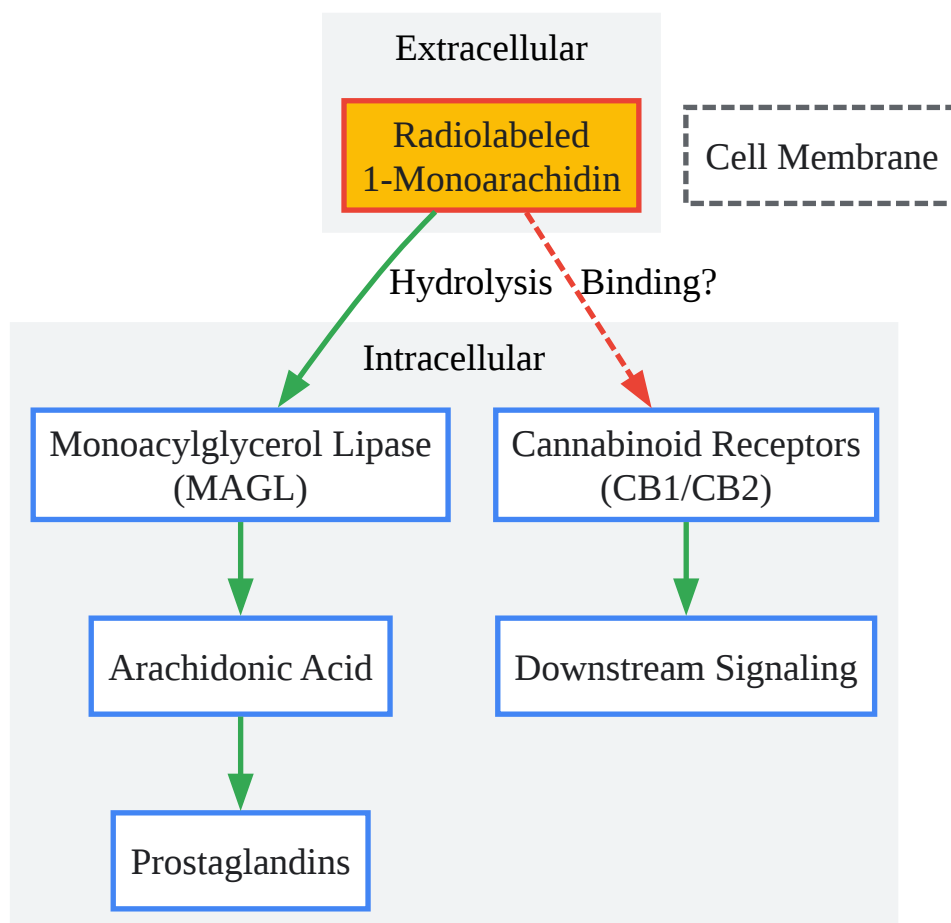 Extracellular
Radiolabeled
1-Monoarachidin
Cell Membrane
Hydrolysis
Binding?
Intracellular
Monoacylglycerol Lipase
(MAGL)
Cannabinoid Receptors
(CB1/CB2)
Arachidonic Acid
Downstream Signaling
Prostaglandins